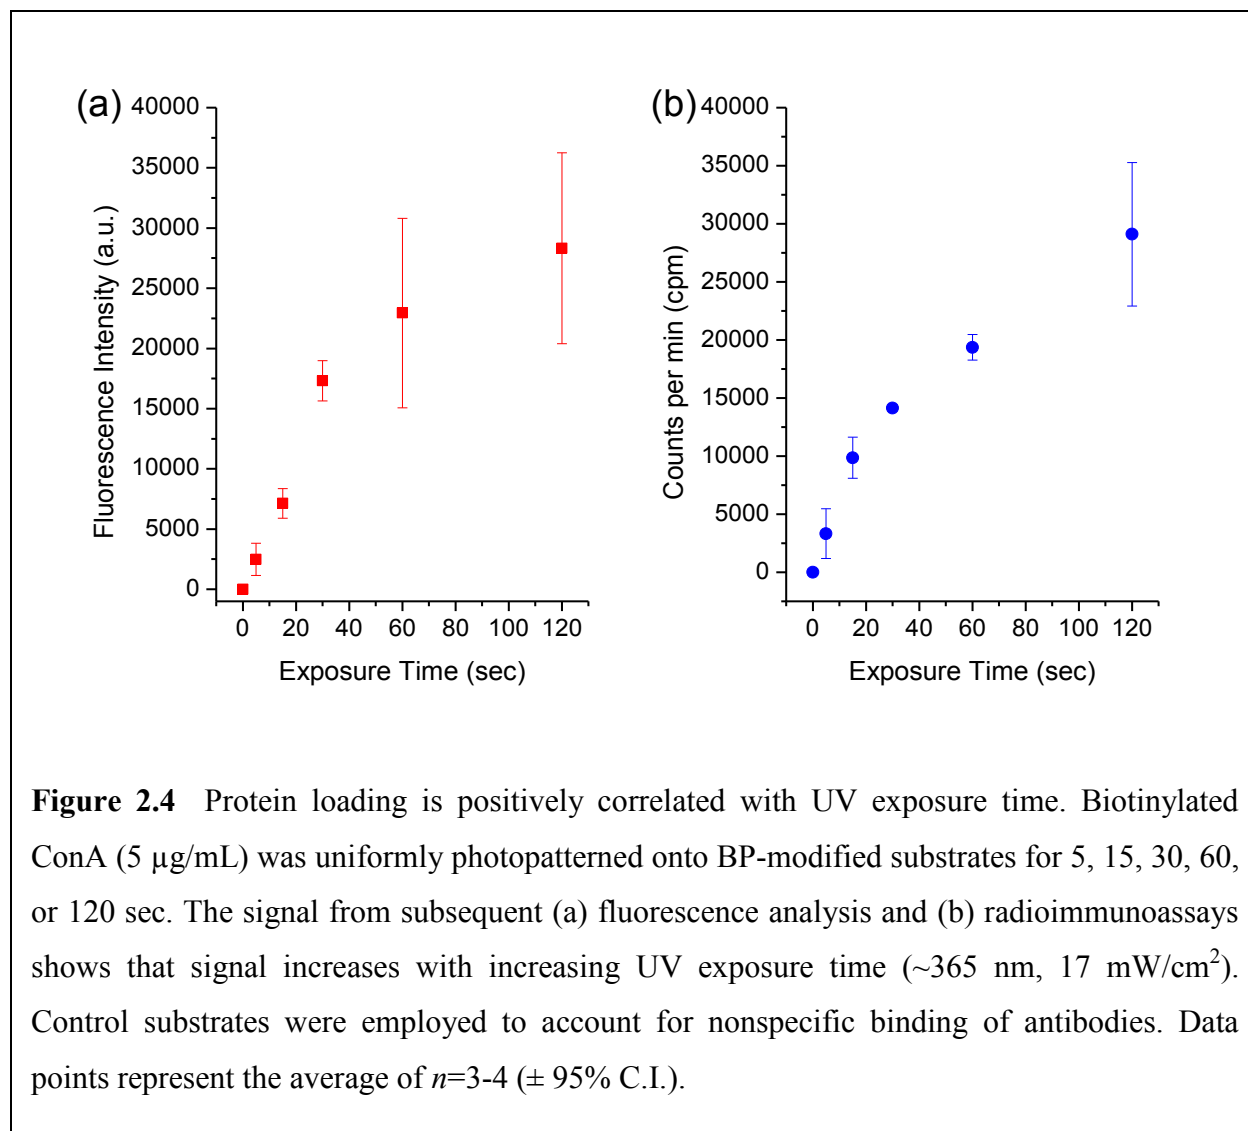 (a)
40000
35000
30000
25000
20000
15000
10000
5000
0
Fluorescence Intensity (a.u.)
0 20 40 60 80 100 120
Exposure Time (sec)
(b)
40000
35000
30000
25000
20000
15000
10000
5000
0
Counts per min (cpm)
0 20 40 60 80 100 120
Exposure Time (sec)
Figure 2.4 Protein loading is positively correlated with UV exposure time. Biotinylated
ConA (5 µg/mL) was uniformly photopatterned onto BP-modified substrates for 5, 15, 30, 60,
or 120 sec. The signal from subsequent (a) fluorescence analysis and (b) radioimmunoassays
shows that signal increases with increasing UV exposure time (~365 nm, 17 mW/cm²).
Control substrates were employed to account for nonspecific binding of antibodies. Data
points represent the average of n=3-4 (± 95% C.I.).